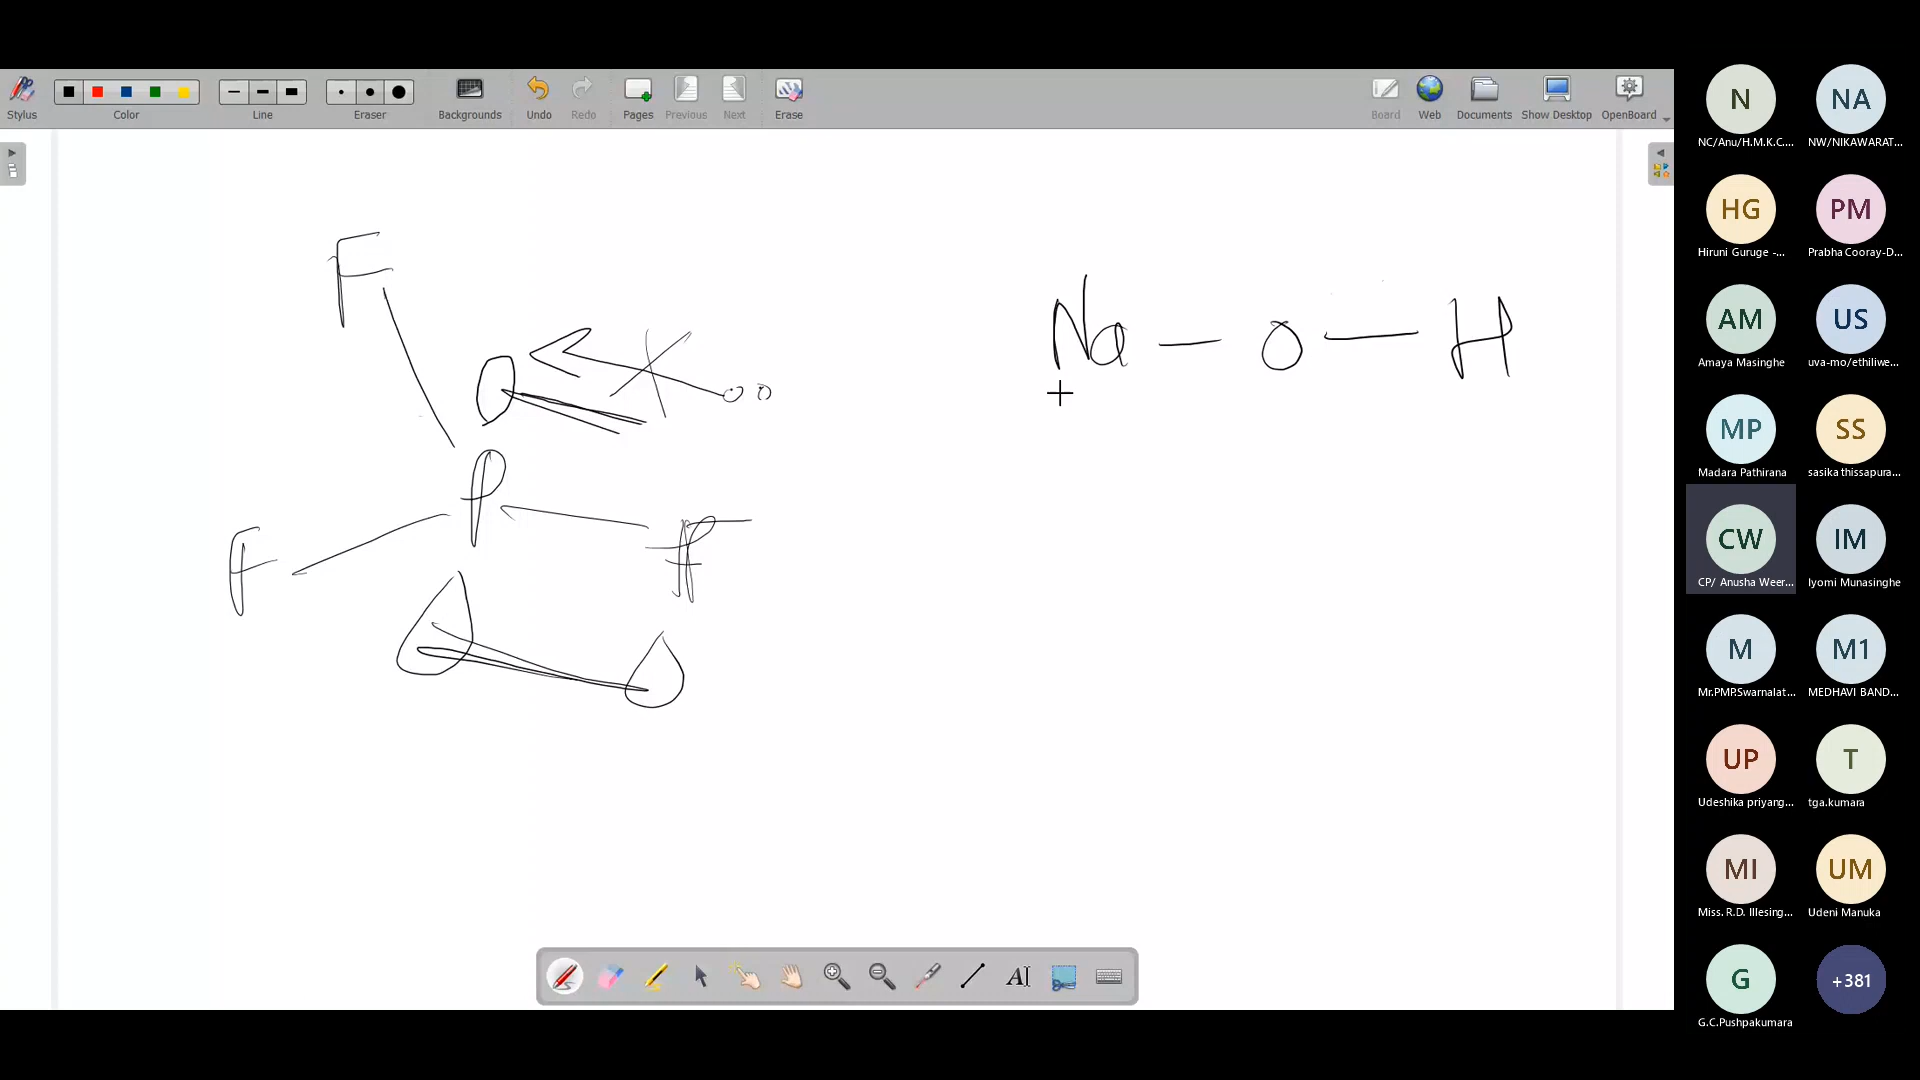 Stylus Color Line Eraser Backgrounds Undo Redo Pages Previous Next Erase Board Web Documents Show Desktop OpenBoard
F
Na — O — H
+
P
F
F
N NA
NC/Anu/H.M.K.C.... NW/NIKAWARAT...
HG PM
Hiruni Guruge -... Prabha Cooray-D...
AM US
Amaya Masinghe uva-mo/ethiliwe...
MP SS
Madara Pathirana sasika thissapura...
CW IM
CP/ Anusha Weer... Iyomi Munasinghe
M M1
Mr.PMP.Swarnalat... MEDHAVI BAND...
UP T
Udeshika priyang... tga.kumara
MI UM
Miss. R.D. Illesing... Udeni Manuka
G +381
G.C.Pushpakumara